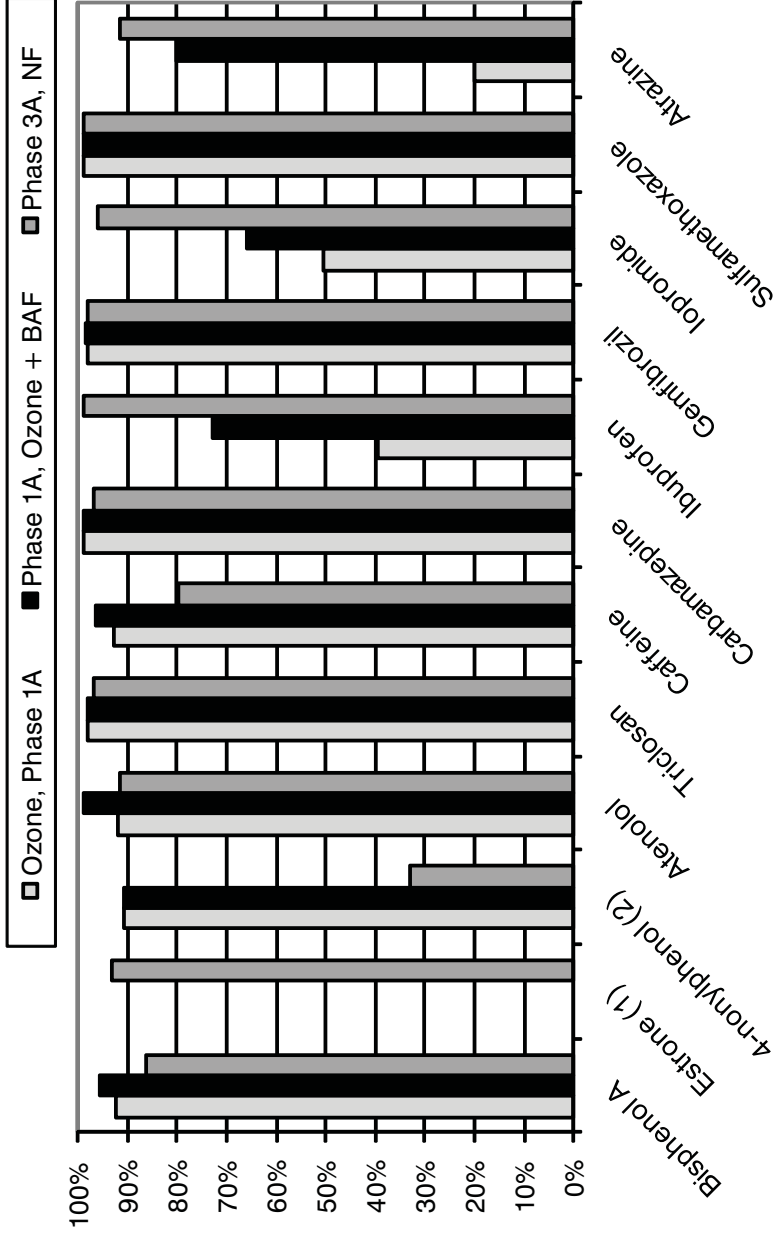 Ozone, Phase 1A Phase 1A, Ozone + BAF Phase 3A, NF
100%
90%
80%
70%
60%
50%
40%
30%
20%
10%
0%
Bisphenol A
Estrone (1)
4-nonylphenol (2)
Atenolol
Triclosan
Caffeine
Carbamazepine
Ibuprofen
Gemfibrozil
Iopromide
Sulfamethoxazole
Atrazine